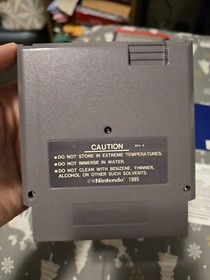 CAUTION
REV-A
• DO NOT STORE IN EXTREME TEMPERATURES.
• DO NOT IMMERSE IN WATER.
• DO NOT CLEAN WITH BENZENE, THINNER,
ALCOHOL OR OTHER SUCH SOLVENTS.
©Nintendo® 1985